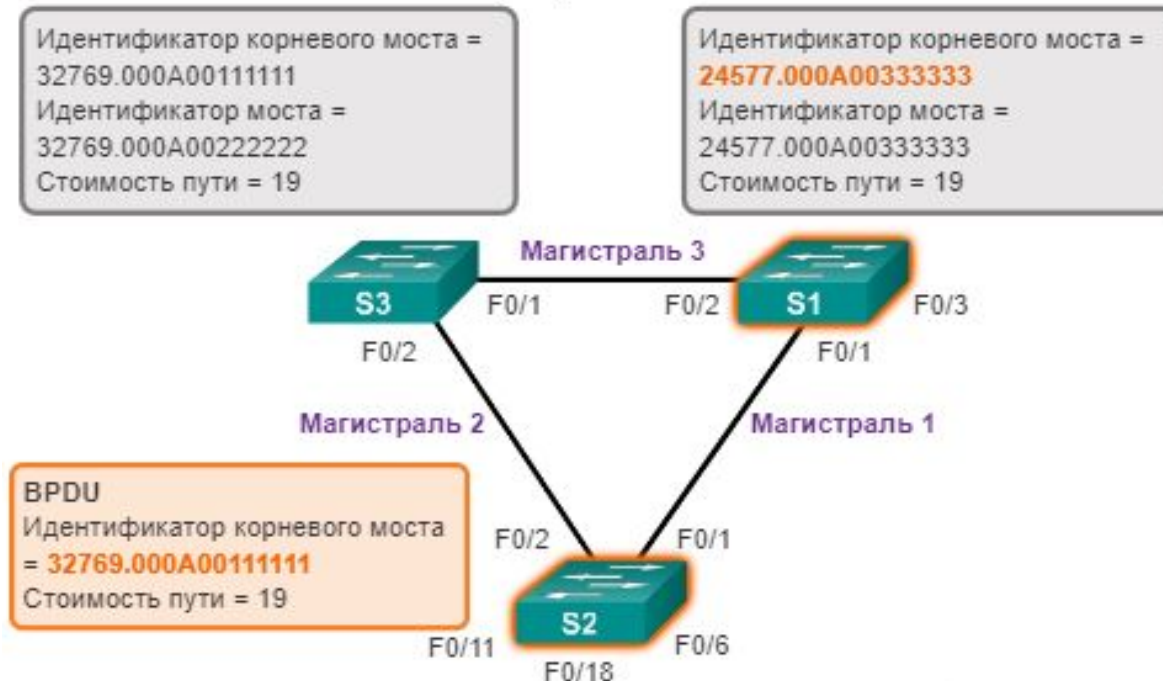 Идентификатор корневого моста =
32769.000A00111111
Идентификатор моста =
32769.000A00222222
Стоимость пути = 19
Идентификатор корневого моста =
24577.000A00333333
Идентификатор моста =
24577.000A00333333
Стоимость пути = 19
Магистраль 3
S3
F0/1
F0/2
S1
F0/3
F0/2
F0/1
Магистраль 2
Магистраль 1
BPDU
Идентификатор корневого моста
= 32769.000A00111111
Стоимость пути = 19
F0/2
F0/1
S2
F0/11
F0/6
F0/18